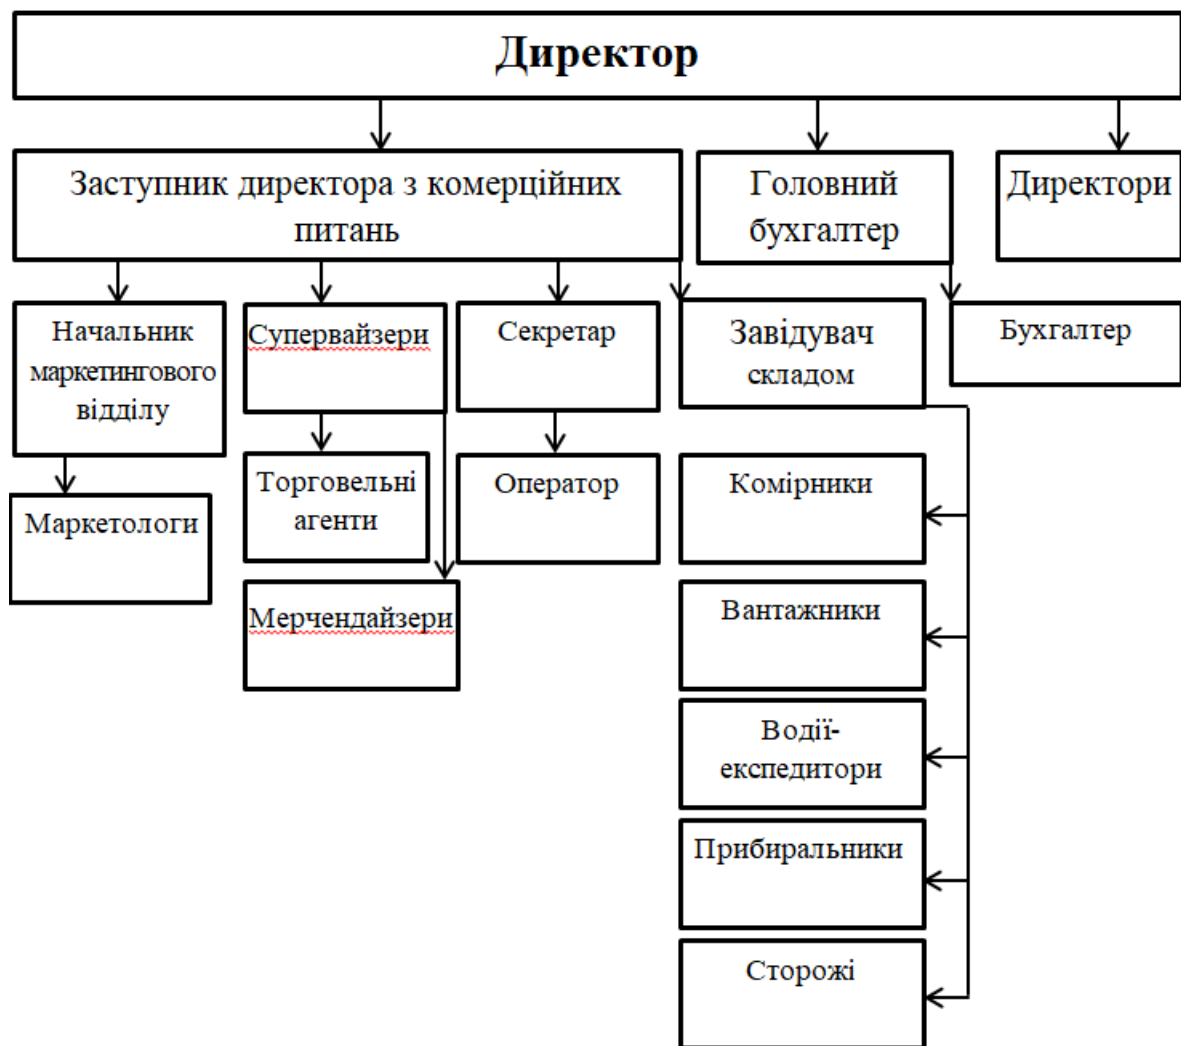 Директор
Заступник директора з комерційних
питань
Головний
бухгалтер
Директори
Начальник
маркетингового
відділу
Супервайзери
Секретар
Завідувач
складом
Бухгалтер
Маркетологи
Торговельні
агенти
Оператор
Комірники
Мерчендайзери
Вантажники
Водії-
експедитори
Прибиральники
Сторожі